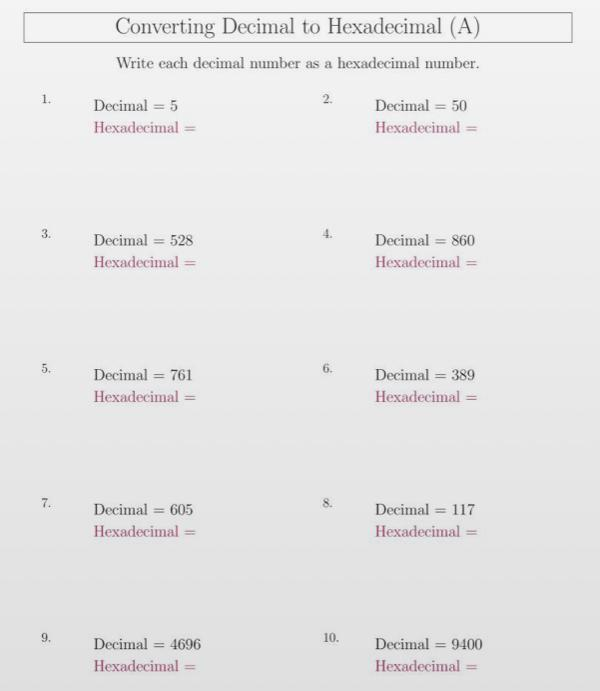 Converting Decimal to Hexadecimal (A)
Write each decimal number as a hexadecimal number.
1. Decimal = 5
Hexadecimal =
2. Decimal = 50
Hexadecimal =
3. Decimal = 528
Hexadecimal =
4. Decimal = 860
Hexadecimal =
5. Decimal = 761
Hexadecimal =
6. Decimal = 389
Hexadecimal =
7. Decimal = 605
Hexadecimal =
8. Decimal = 117
Hexadecimal =
9. Decimal = 4696
Hexadecimal =
10. Decimal = 9400
Hexadecimal =